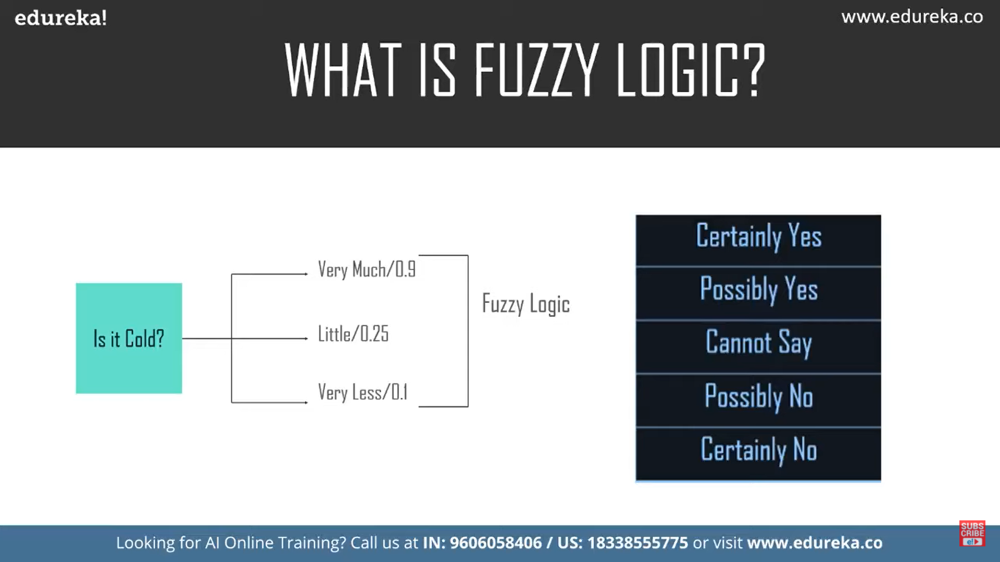 edureka!
www.edureka.co
WHAT IS FUZZY LOGIC?
Is it Cold?
Very Much/0.9
Little/0.25
Very Less/0.1
Fuzzy Logic
Certainly Yes
Possibly Yes
Cannot Say
Possibly No
Certainly No
Looking for AI Online Training? Call us at IN: 9606058406 / US: 18338555775 or visit www.edureka.co
SUBS
CRIBE
e!